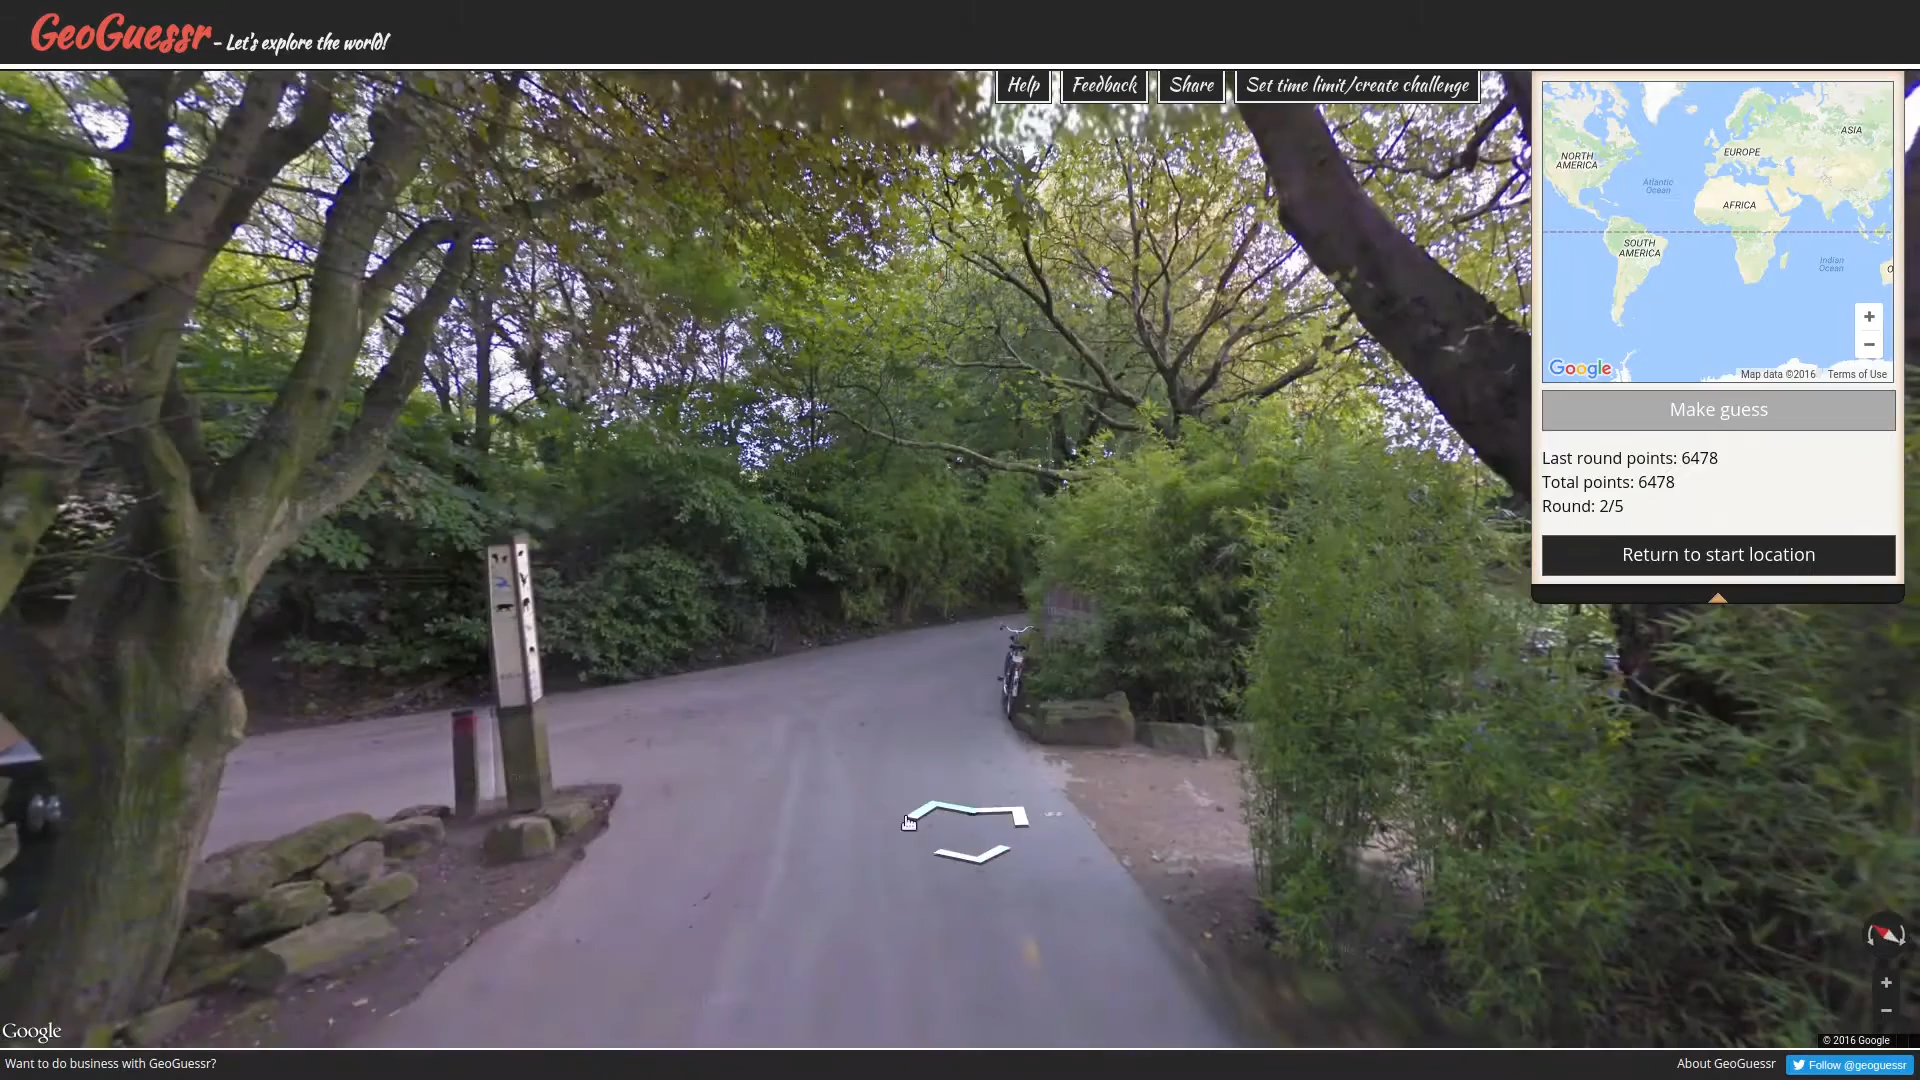 GeoGuessr - Let's explore the world!
Help
Feedback
Share
Set time limit/create challenge
NORTH AMERICA
Atlantic Ocean
EUROPE
ASIA
AFRICA
SOUTH AMERICA
Indian Ocean
O
+
−
Google
Map data ©2016
Terms of Use
Make guess
Last round points: 6478
Total points: 6478
Round: 2/5
Return to start location
+
−
Google
© 2016 Google
Want to do business with GeoGuessr?
About GeoGuessr
Follow @geoguessr